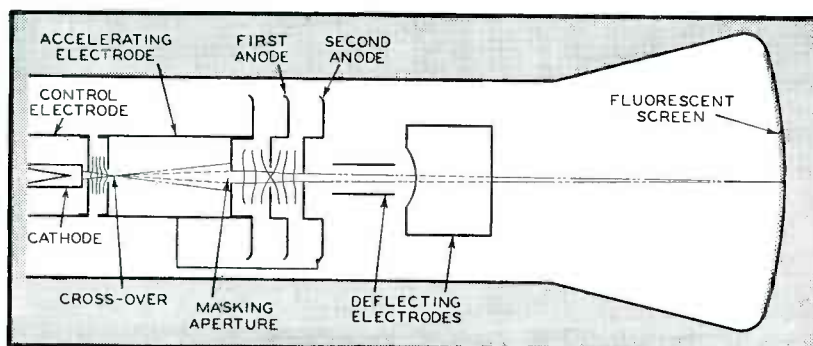 ACCELERATING
ELECTRODE
FIRST
ANODE
SECOND
ANODE
CONTROL
ELECTRODE
FLUORESCENT
SCREEN
CATHODE
CROSS-OVER
MASKING
APERTURE
DEFLECTING
ELECTRODES